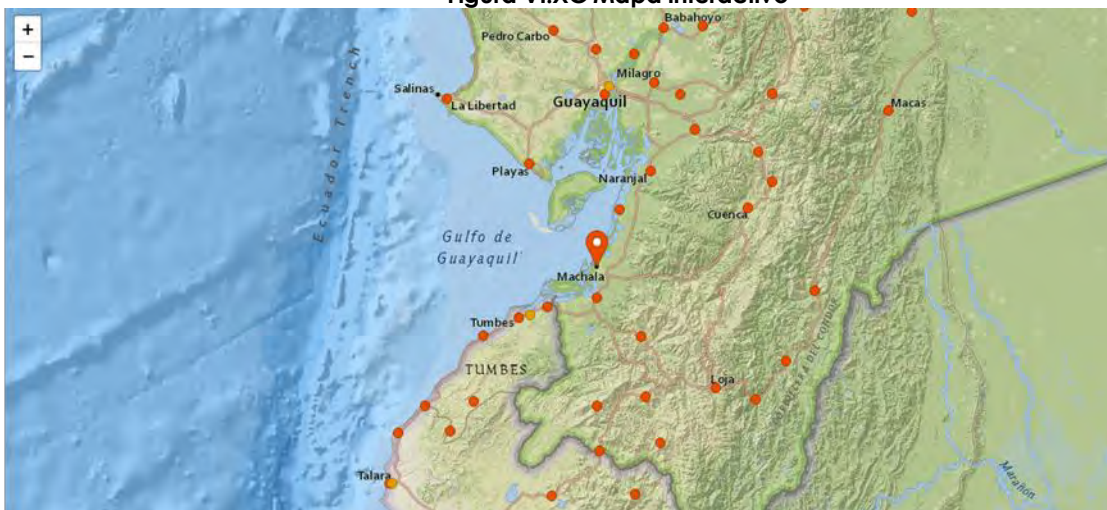 +
−
Ecuador Trench
Pedro Carbo
Babahoyo
Milagro
Salinas
La Libertad
Guayaquil
Macas
Playas
Naranjal
Cuenca
Gulfo de
Guayaquil
Machala
Tumbes
TUMBES
Loja
Talara
Marañón